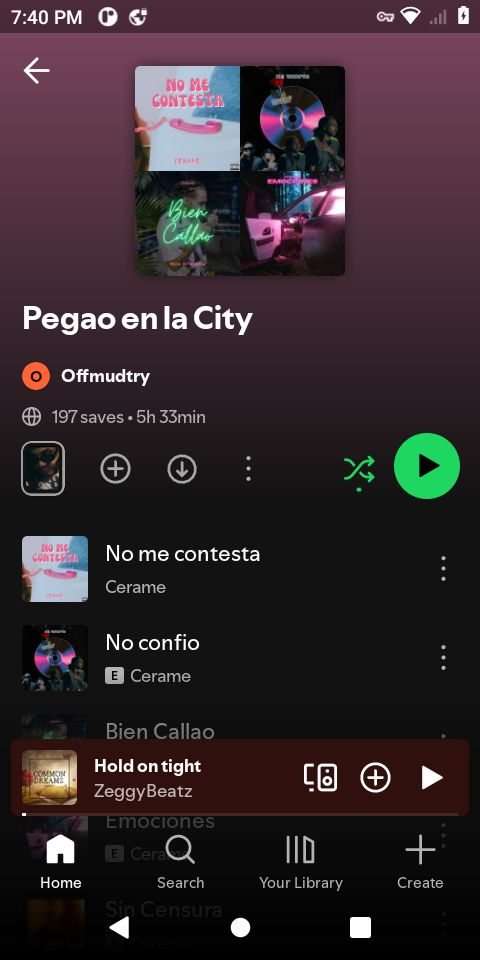 7:40 PM
NO ME
CONTESTA
CERAME
Bien
Callao
EMOCIONES
Pegao en la City
O Offmudtry
197 saves • 5h 33min
No me contesta
Cerame
No confio
E Cerame
Bien Callao
COMMON
DREAMS
Hold on tight
ZeggyBeatz
Emociones
E Cerame
Home
Search
Your Library
Create
Sin Censura
Cerame